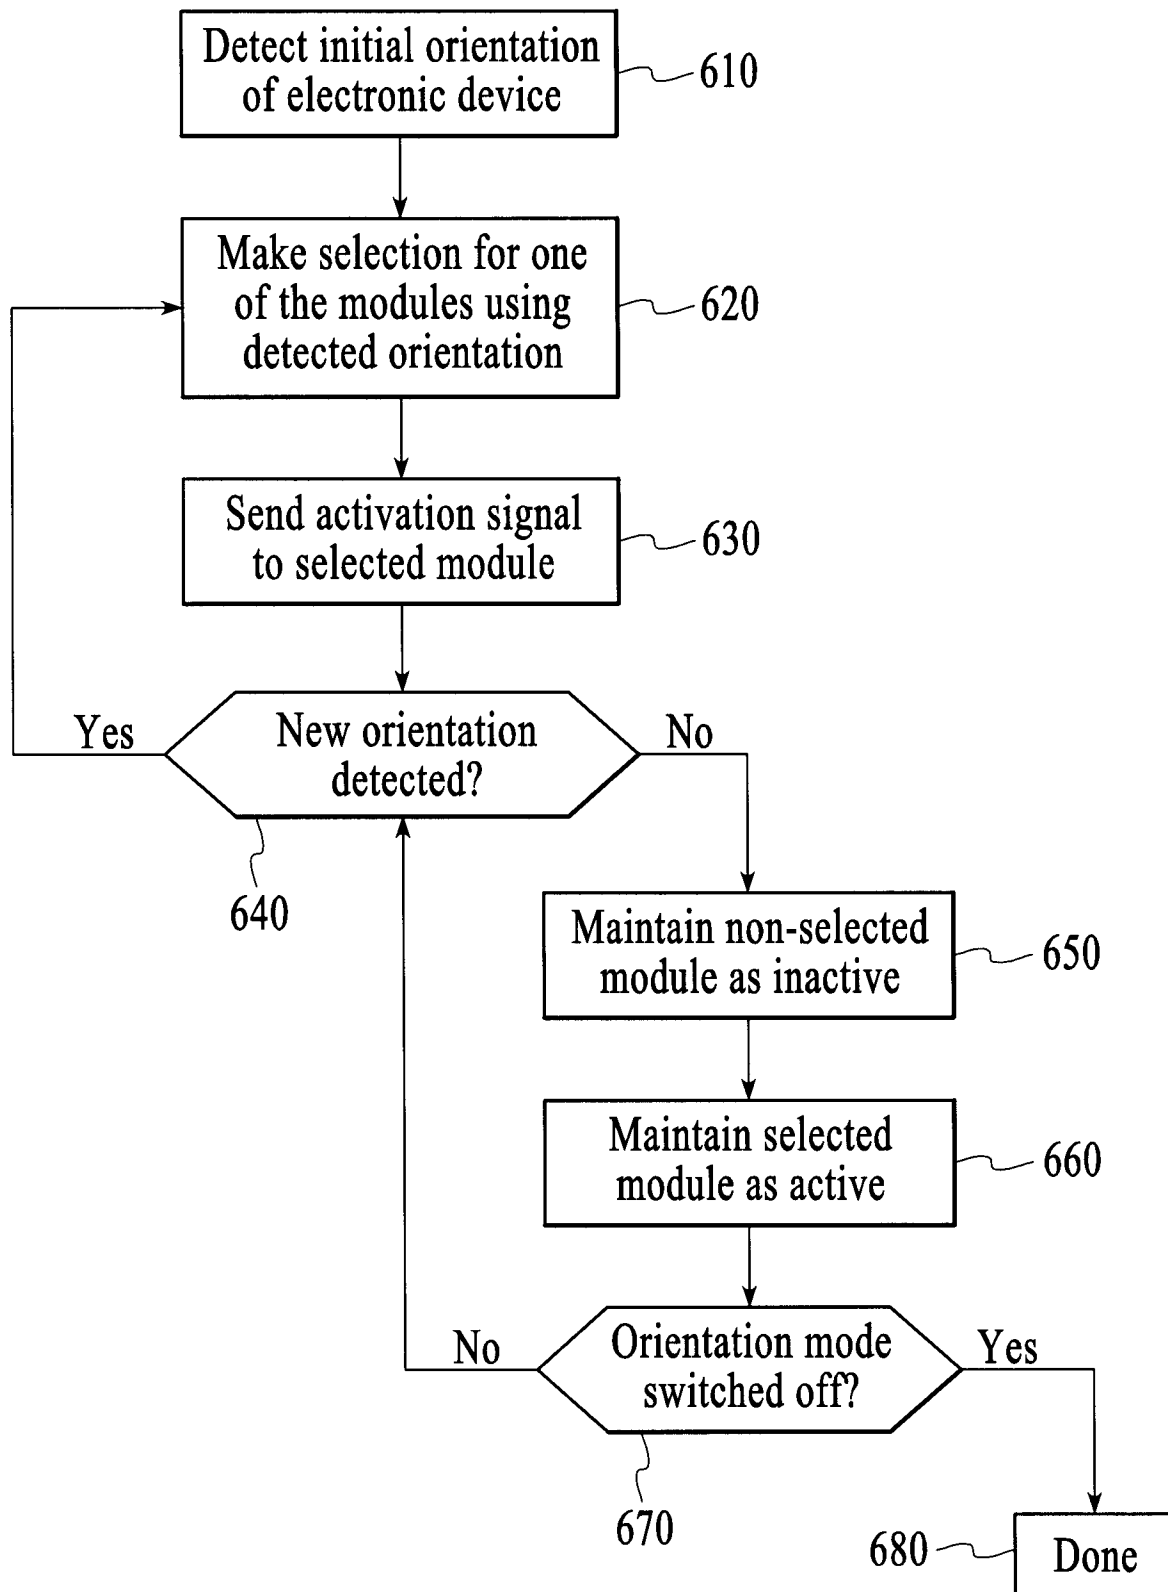 Detect initial orientation
of electronic device
610
Make selection for one
of the modules using
detected orientation
620
Send activation signal
to selected module
630
Yes
New orientation
detected?
No
640
Maintain non-selected
module as inactive
650
Maintain selected
module as active
660
No
Orientation mode
switched off?
Yes
670
680
Done